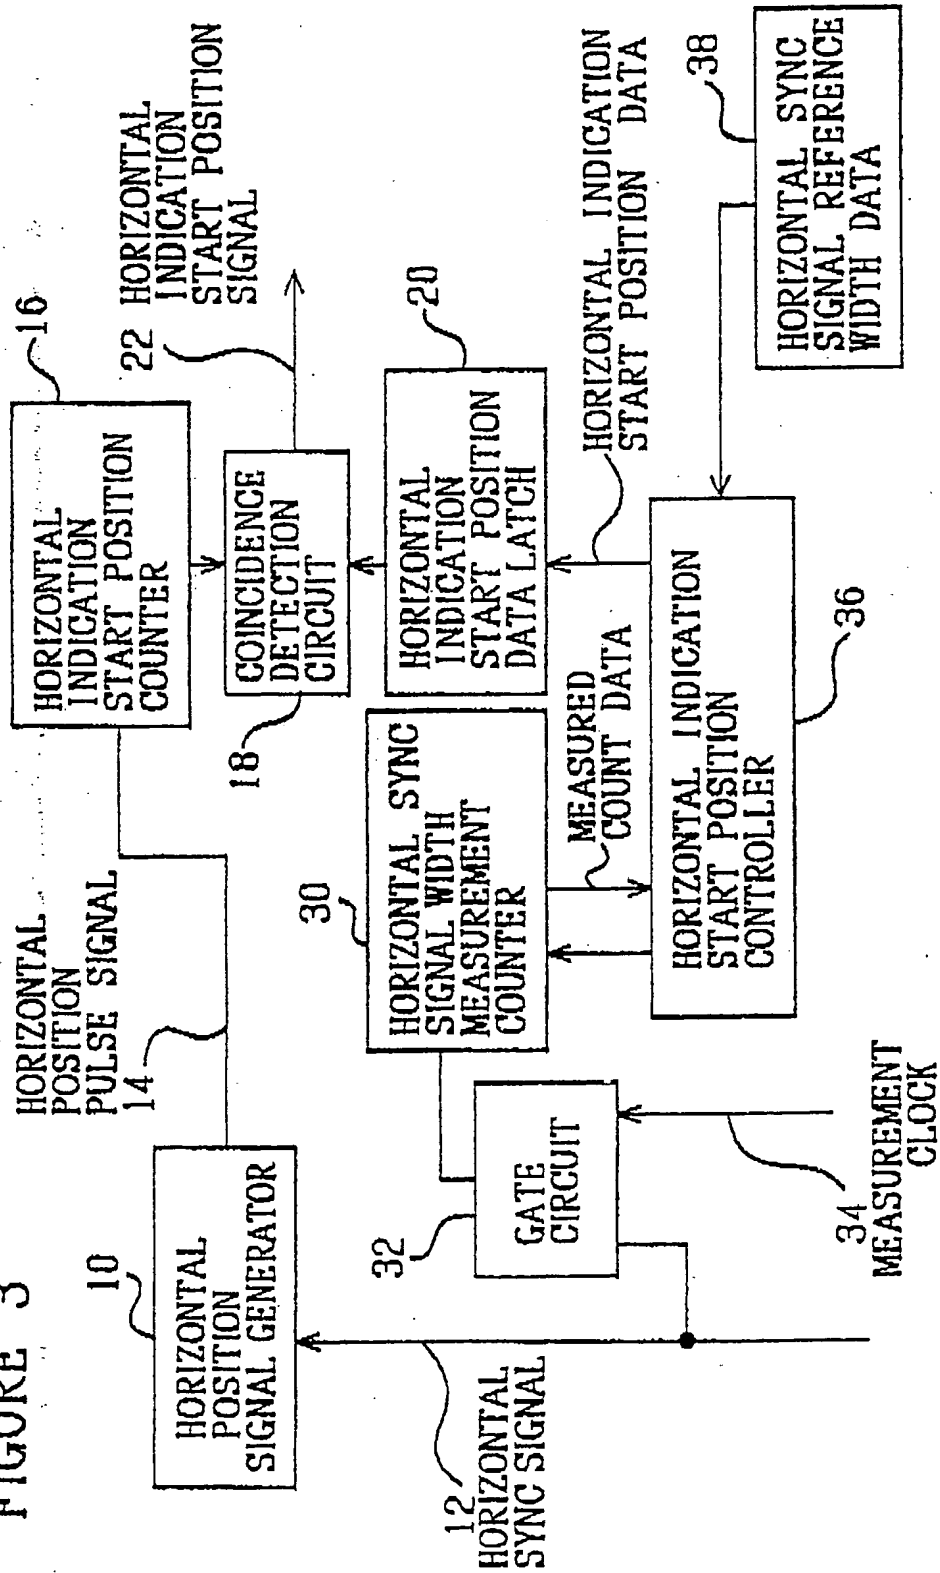 FIGURE 3
HORIZONTAL
POSITION
PULSE SIGNAL
14
10
HORIZONTAL
POSITION
SIGNAL GENERATOR
12
HORIZONTAL
SYNC SIGNAL
16
HORIZONTAL
INDICATION
START POSITION
COUNTER
22
HORIZONTAL
INDICATION
START POSITION
SIGNAL
18
COINCIDENCE
DETECTION
CIRCUIT
20
HORIZONTAL
INDICATION
START POSITION
DATA LATCH
30
HORIZONTAL SYNC
SIGNAL WIDTH
MEASUREMENT
COUNTER
32
GATE
CIRCUIT
34
MEASUREMENT
CLOCK
MEASURED
COUNT DATA
HORIZONTAL INDICATION
START POSITION DATA
HORIZONTAL INDICATION
START POSITION
CONTROLLER
36
38
HORIZONTAL SYNC
SIGNAL REFERENCE
WIDTH DATA